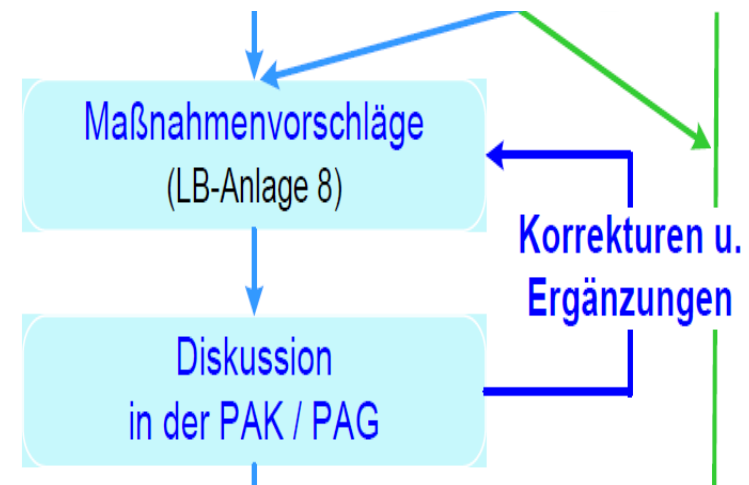 Maßnahmenvorschläge
(LB-Anlage 8)
Korrekturen u.
Ergänzungen
Diskussion
in der PAK / PAG